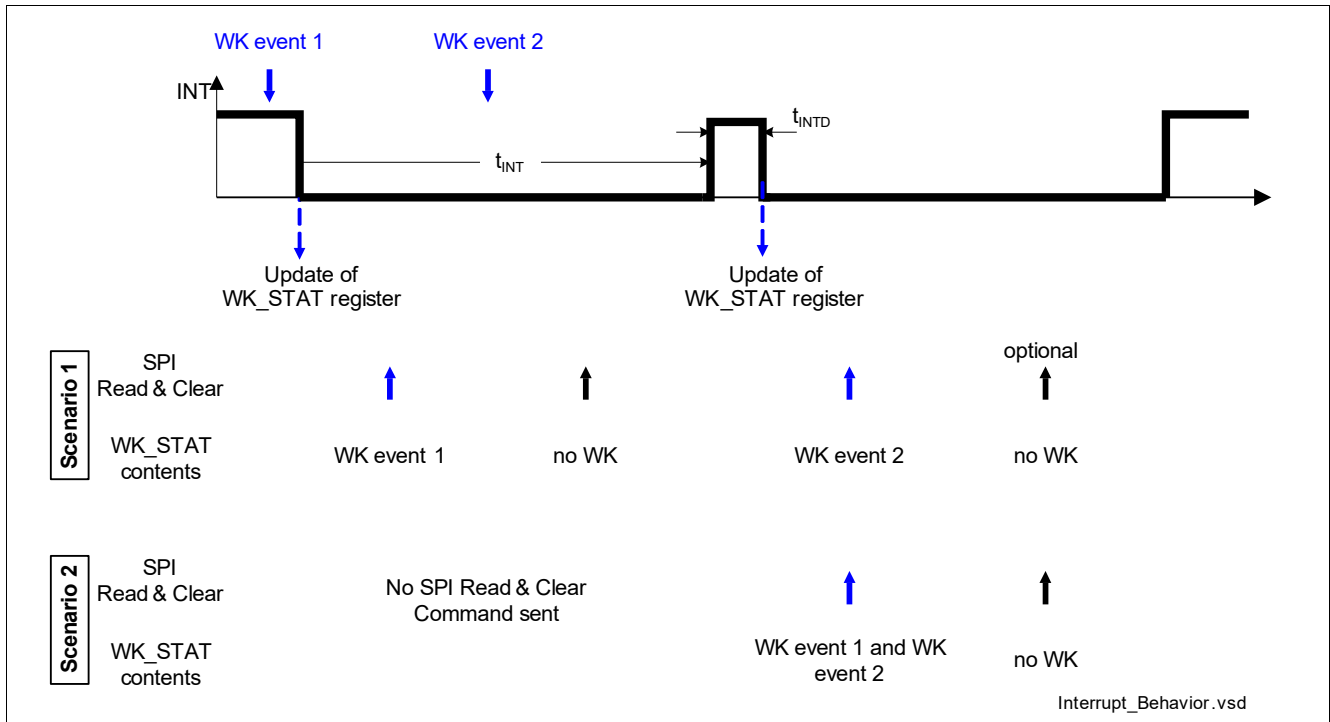 WK event 1
WK event 2
INT
tINTD
tINT
Update of
WK_STAT register
Update of
WK_STAT register
Scenario 1
SPI
Read & Clear
optional
WK_STAT
contents
WK event 1
no WK
WK event 2
no WK
Scenario 2
SPI
Read & Clear
No SPI Read & Clear
Command sent
WK_STAT
contents
WK event 1 and WK
event 2
no WK
Interrupt_Behavior.vsd